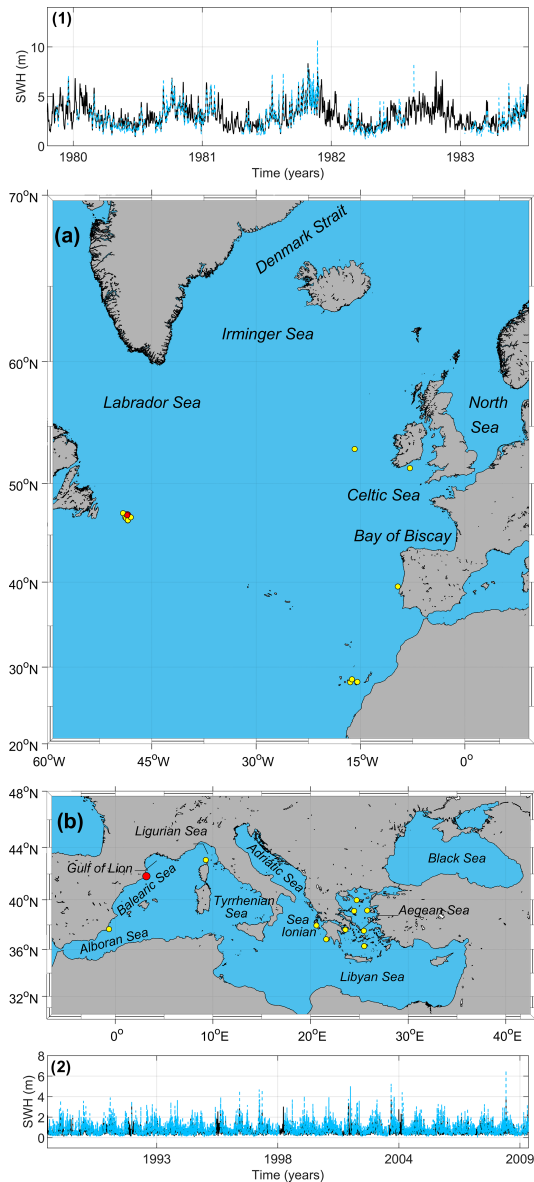 (1)
SWH (m)
10
5
0
1980 1981 1982 1983
Time (years)
(a)
70°N
Denmark Strait
Irminger Sea
60°N
Labrador Sea
North
Sea
50°N
Celtic Sea
Bay of Biscay
40°N
30°N
20°N
60°W 45°W 30°W 15°W 0°
(b)
48°N
Ligurian Sea
44°N
Gulf of Lion
Adriatic Sea
Black Sea
Balearic Sea
40°N
Tyrrhenian
Sea
Aegean Sea
Sea
Ionian
Alboran Sea
36°N
Libyan Sea
32°N
0° 10°E 20°E 30°E 40°E
(2)
SWH (m)
8
6
4
2
0
1993 1998 2004 2009
Time (years)